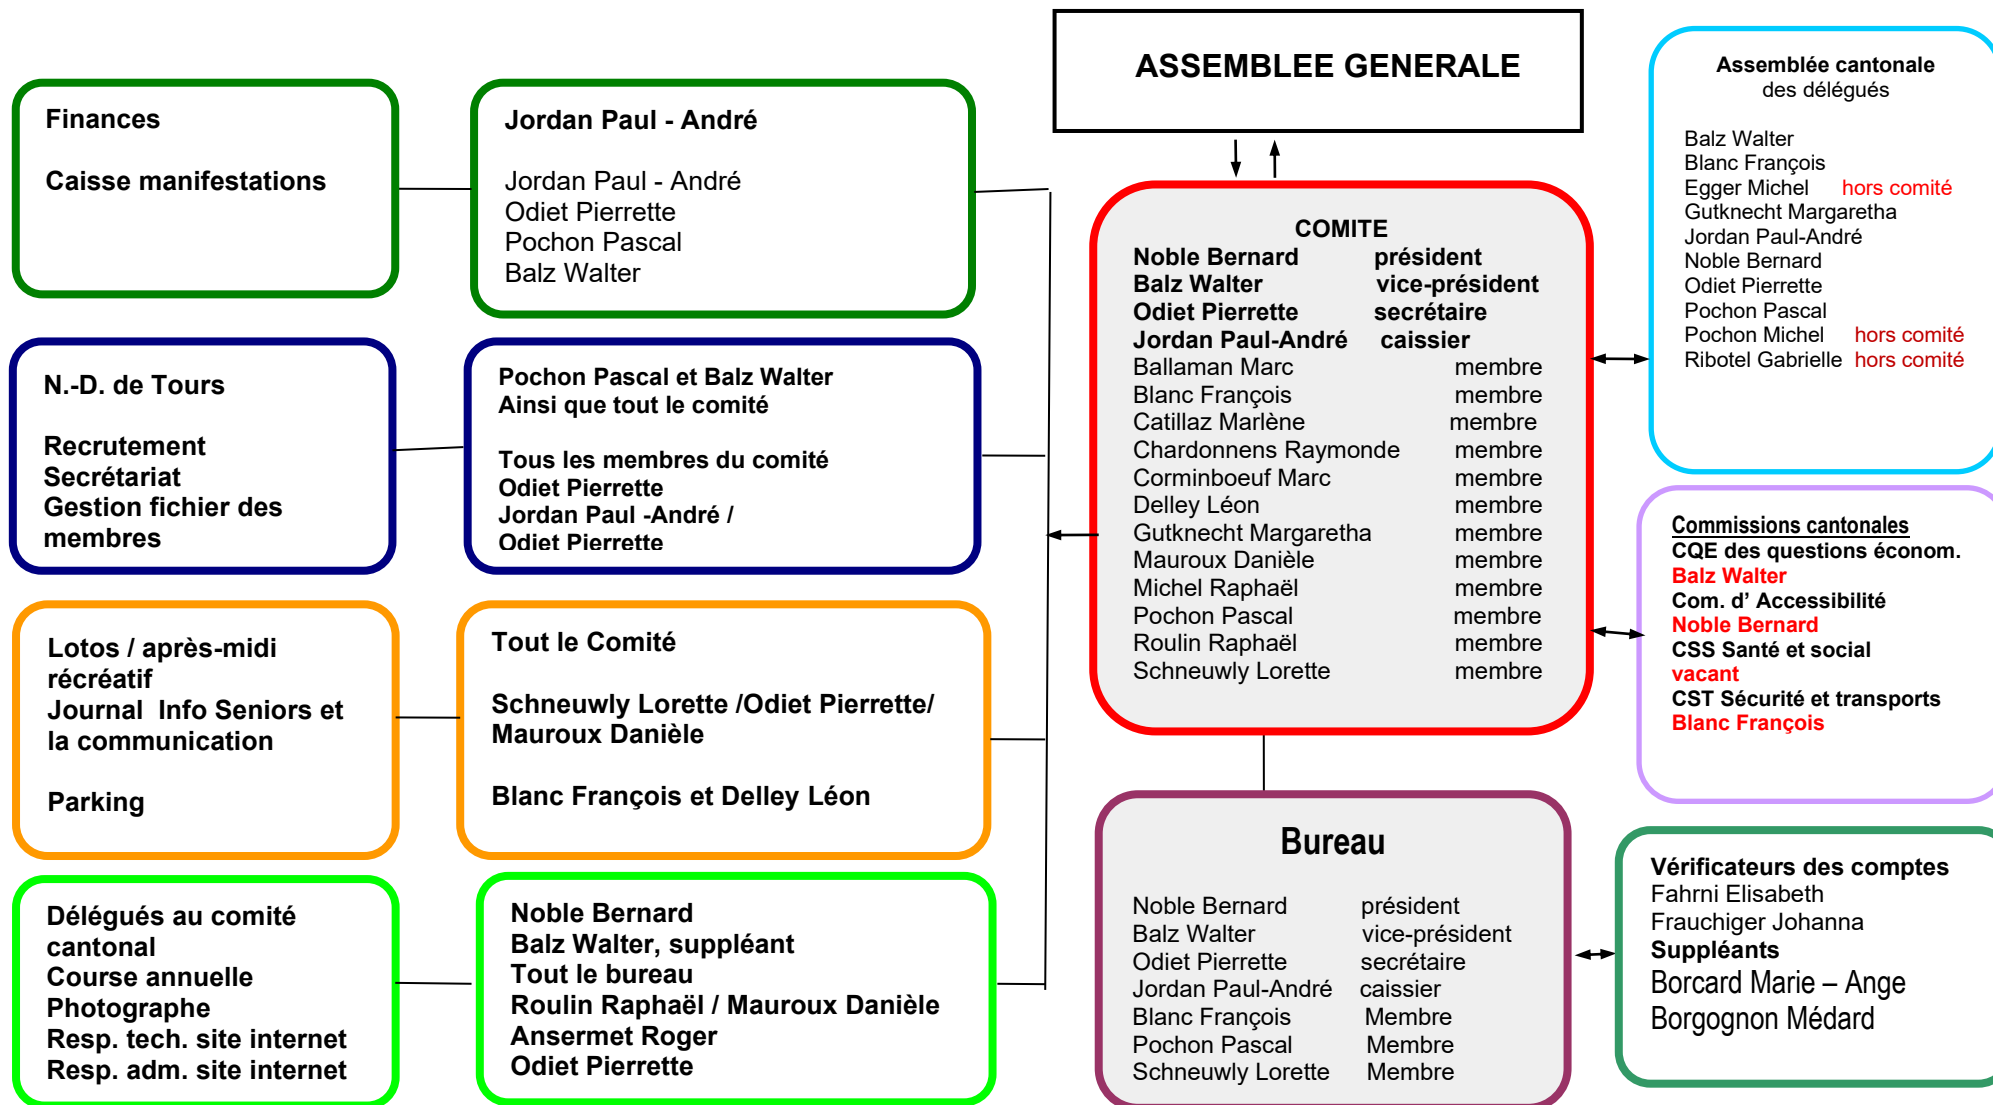 ASSEMBLEE GENERALE
Finances
Caisse manifestations
Jordan Paul - André
Jordan Paul - André
Odiet Pierrette
Pochon Pascal
Balz Walter
N.-D. de Tours
Recrutement
Secrétariat
Gestion fichier des
membres
Pochon Pascal et Balz Walter
Ainsi que tout le comité
Tous les membres du comité
Odiet Pierrette
Jordan Paul -André /
Odiet Pierrette
Lotos / après-midi
récréatif
Journal  Info Seniors et
la communication
Parking
Tout le Comité
Schneuwly Lorette /Odiet Pierrette/
Mauroux Danièle
Blanc François et Delley Léon
Délégués au comité
cantonal
Course annuelle
Photographe
Resp. tech. site internet
Resp. adm. site internet
Noble Bernard
Balz Walter, suppléant
Tout le bureau
Roulin Raphaël / Mauroux Danièle
Ansermet Roger
Odiet Pierrette
COMITE
Noble Bernard président
Balz Walter vice-président
Odiet Pierrette secrétaire
Jordan Paul-André caissier
Ballaman Marc membre
Blanc François membre
Catillaz Marlène membre
Chardonnens Raymonde membre
Corminboeuf Marc membre
Delley Léon membre
Gutknecht Margaretha membre
Mauroux Danièle membre
Michel Raphaël membre
Pochon Pascal membre
Roulin Raphaël membre
Schneuwly Lorette membre
Bureau
Noble Bernard président
Balz Walter vice-président
Odiet Pierrette secrétaire
Jordan Paul-André caissier
Blanc François Membre
Pochon Pascal Membre
Schneuwly Lorette Membre
Assemblée cantonale
des délégués
Balz Walter
Blanc François
Egger Michel hors comité
Gutknecht Margaretha
Jordan Paul-André
Noble Bernard
Odiet Pierrette
Pochon Pascal
Pochon Michel hors comité
Ribotel Gabrielle hors comité
Commissions cantonales
CQE des questions économ.
Balz Walter
Com. d' Accessibilité
Noble Bernard
CSS Santé et social
vacant
CST Sécurité et transports
Blanc François
Vérificateurs des comptes
Fahrni Elisabeth
Frauchiger Johanna
Suppléants
Borcard Marie – Ange
Borgognon Médard